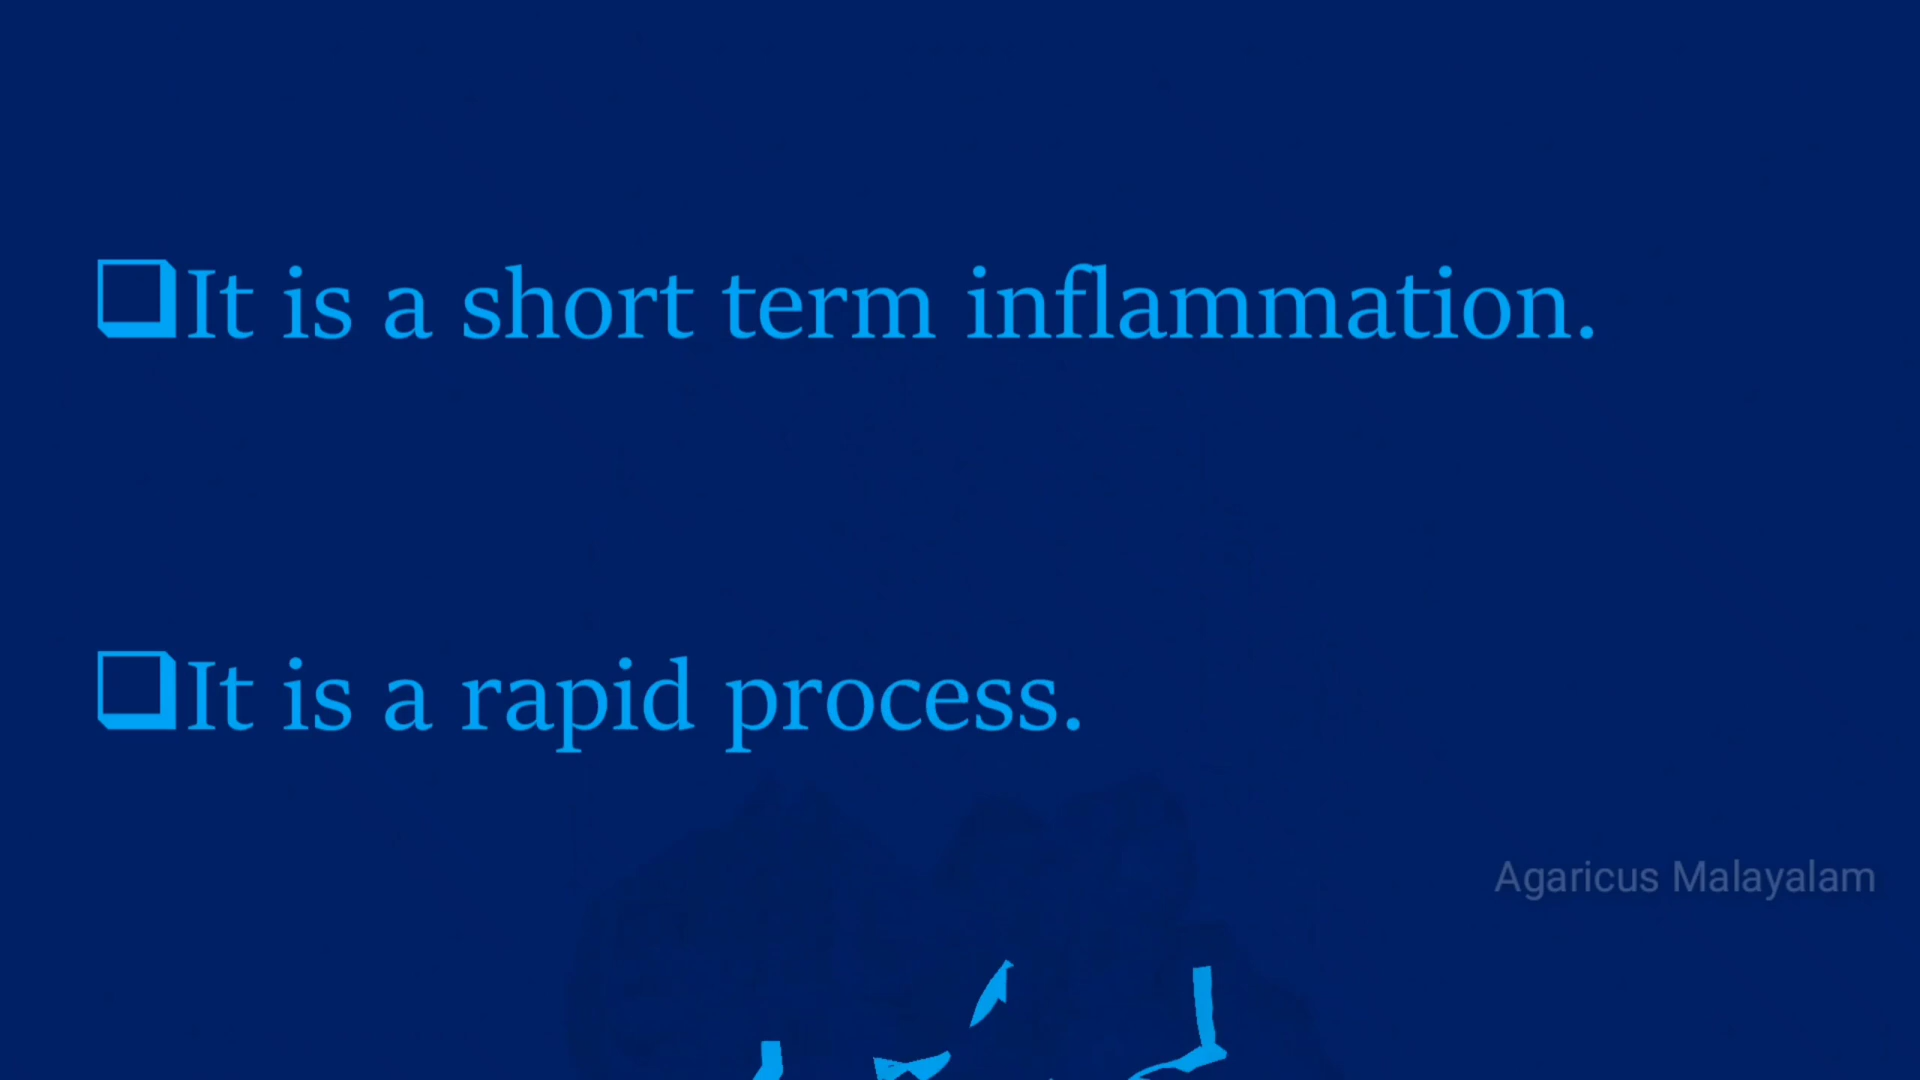 ❑It is a short term inflammation.
❑It is a rapid process.
Agaricus Malayalam